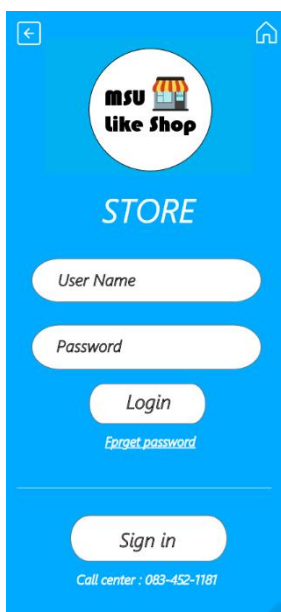 MSU
Like Shop
STORE
User Name
Password
Login
Fprget password
Sign in
Call center : 083-452-1181